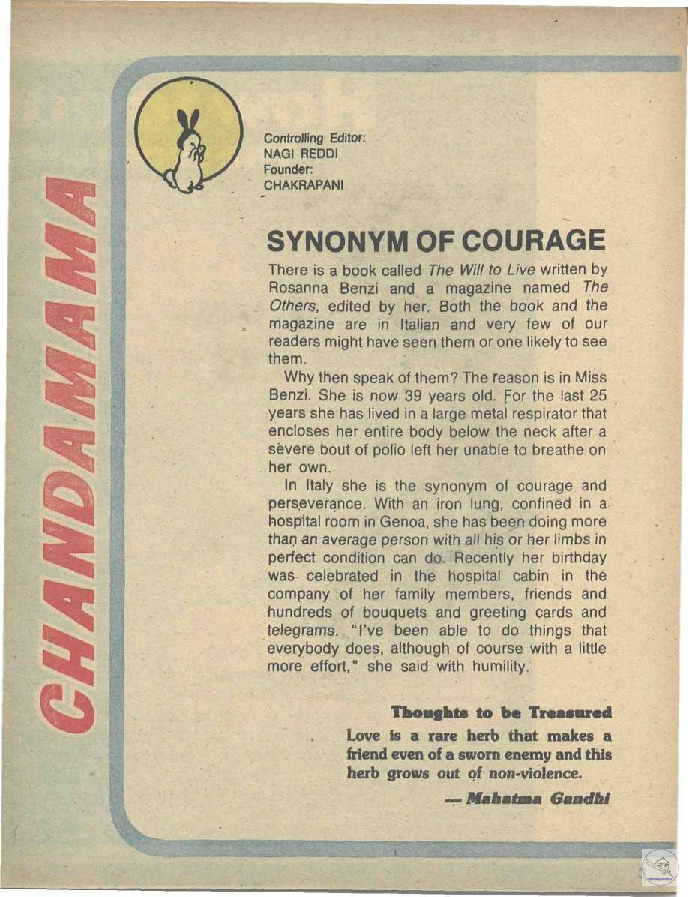 CHANDAMAMA
Controlling Editor:
NAGI REDDI
Founder:
CHAKRAPANI
SYNONYM OF COURAGE
There is a book called The Will to Live written by
Rosanna Benzi and a magazine named The
Others, edited by her. Both the book and the
magazine are in Italian and very few of our
readers might have seen them or one likely to see
them.
Why then speak of them? The reason is in Miss
Benzi. She is now 39 years old. For the last 25
years she has lived in a large metal respirator that
encloses her entire body below the neck after a
severe bout of polio left her unable to breathe on
her own.
In Italy she is the synonym of courage and
perseverance. With an iron lung, confined in a
hospital room in Genoa, she has been doing more
than an average person with all his or her limbs in
perfect condition can do. Recently her birthday
was celebrated in the hospital cabin in the
company of her family members, friends and
hundreds of bouquets and greeting cards and
telegrams. "I've been able to do things that
everybody does, although of course with a little
more effort," she said with humility.
Thoughts to be Treasured
Love is a rare herb that makes a
friend even of a sworn enemy and this
herb grows out of non-violence.
— Mahatma Gandhi